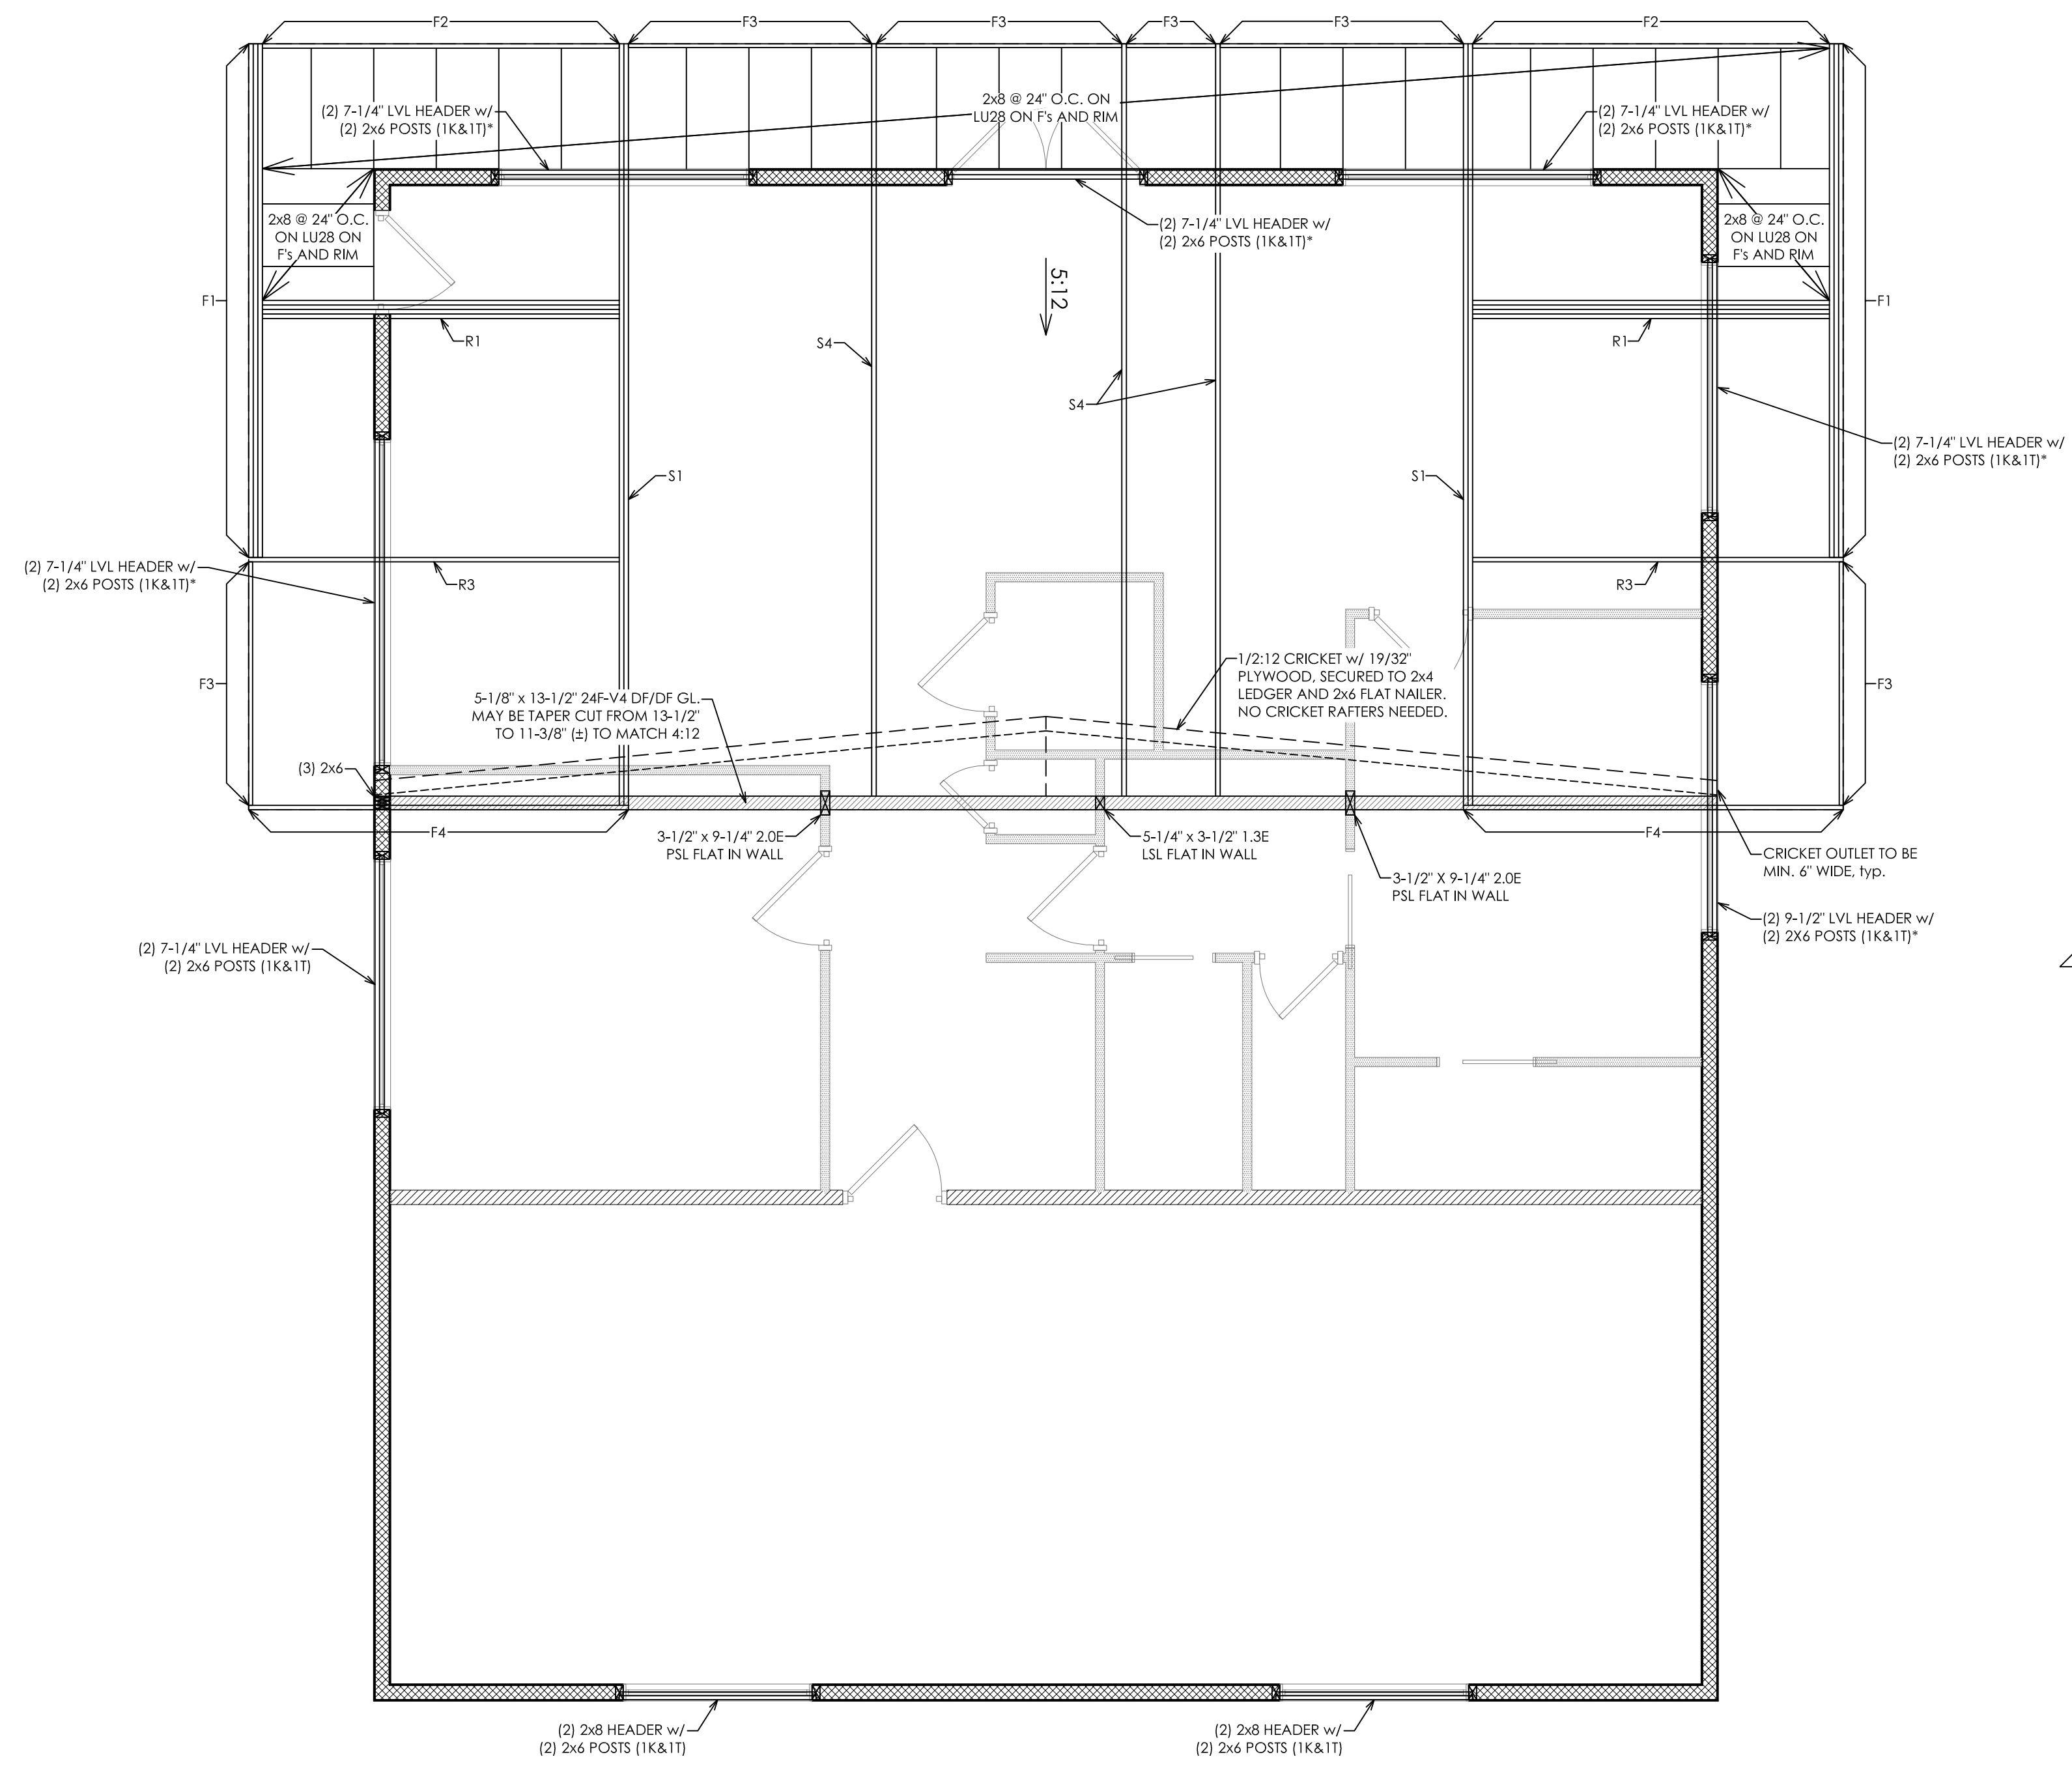 F2
F3
F3
F3
F3
F2
(2) 7-1/4" LVL HEADER w/
(2) 2x6 POSTS (1K&1T)*
2x8 @ 24" O.C. ON
LU28 ON F's AND RIM
(2) 7-1/4" LVL HEADER w/
(2) 2x6 POSTS (1K&1T)*
2x8 @ 24" O.C.
ON LU28 ON
F's AND RIM
(2) 7-1/4" LVL HEADER w/
(2) 2x6 POSTS (1K&1T)*
2x8 @ 24" O.C.
ON LU28 ON
F's AND RIM
5:12
F1
F1
R1
S4
R1
S4
(2) 7-1/4" LVL HEADER w/
(2) 2x6 POSTS (1K&1T)*
S1
S1
(2) 7-1/4" LVL HEADER w/
(2) 2x6 POSTS (1K&1T)*
R3
R3
F3
5-1/8" x 13-1/2" 24F-V4 DF/DF GL.
MAY BE TAPER CUT FROM 13-1/2"
TO 11-3/8" (±) TO MATCH 4:12
1/2:12 CRICKET w/ 19/32"
PLYWOOD, SECURED TO 2x4
LEDGER AND 2x6 FLAT NAILER.
NO CRICKET RAFTERS NEEDED.
F3
(3) 2x6
F4
3-1/2" x 9-1/4" 2.0E
PSL FLAT IN WALL
5-1/4" x 3-1/2" 1.3E
LSL FLAT IN WALL
F4
3-1/2" X 9-1/4" 2.0E
PSL FLAT IN WALL
CRICKET OUTLET TO BE
MIN. 6" WIDE, typ.
(2) 9-1/2" LVL HEADER w/
(2) 2X6 POSTS (1K&1T)*
(2) 7-1/4" LVL HEADER w/
(2) 2x6 POSTS (1K&1T)
(2) 2x8 HEADER w/
(2) 2x6 POSTS (1K&1T)
(2) 2x8 HEADER w/
(2) 2x6 POSTS (1K&1T)